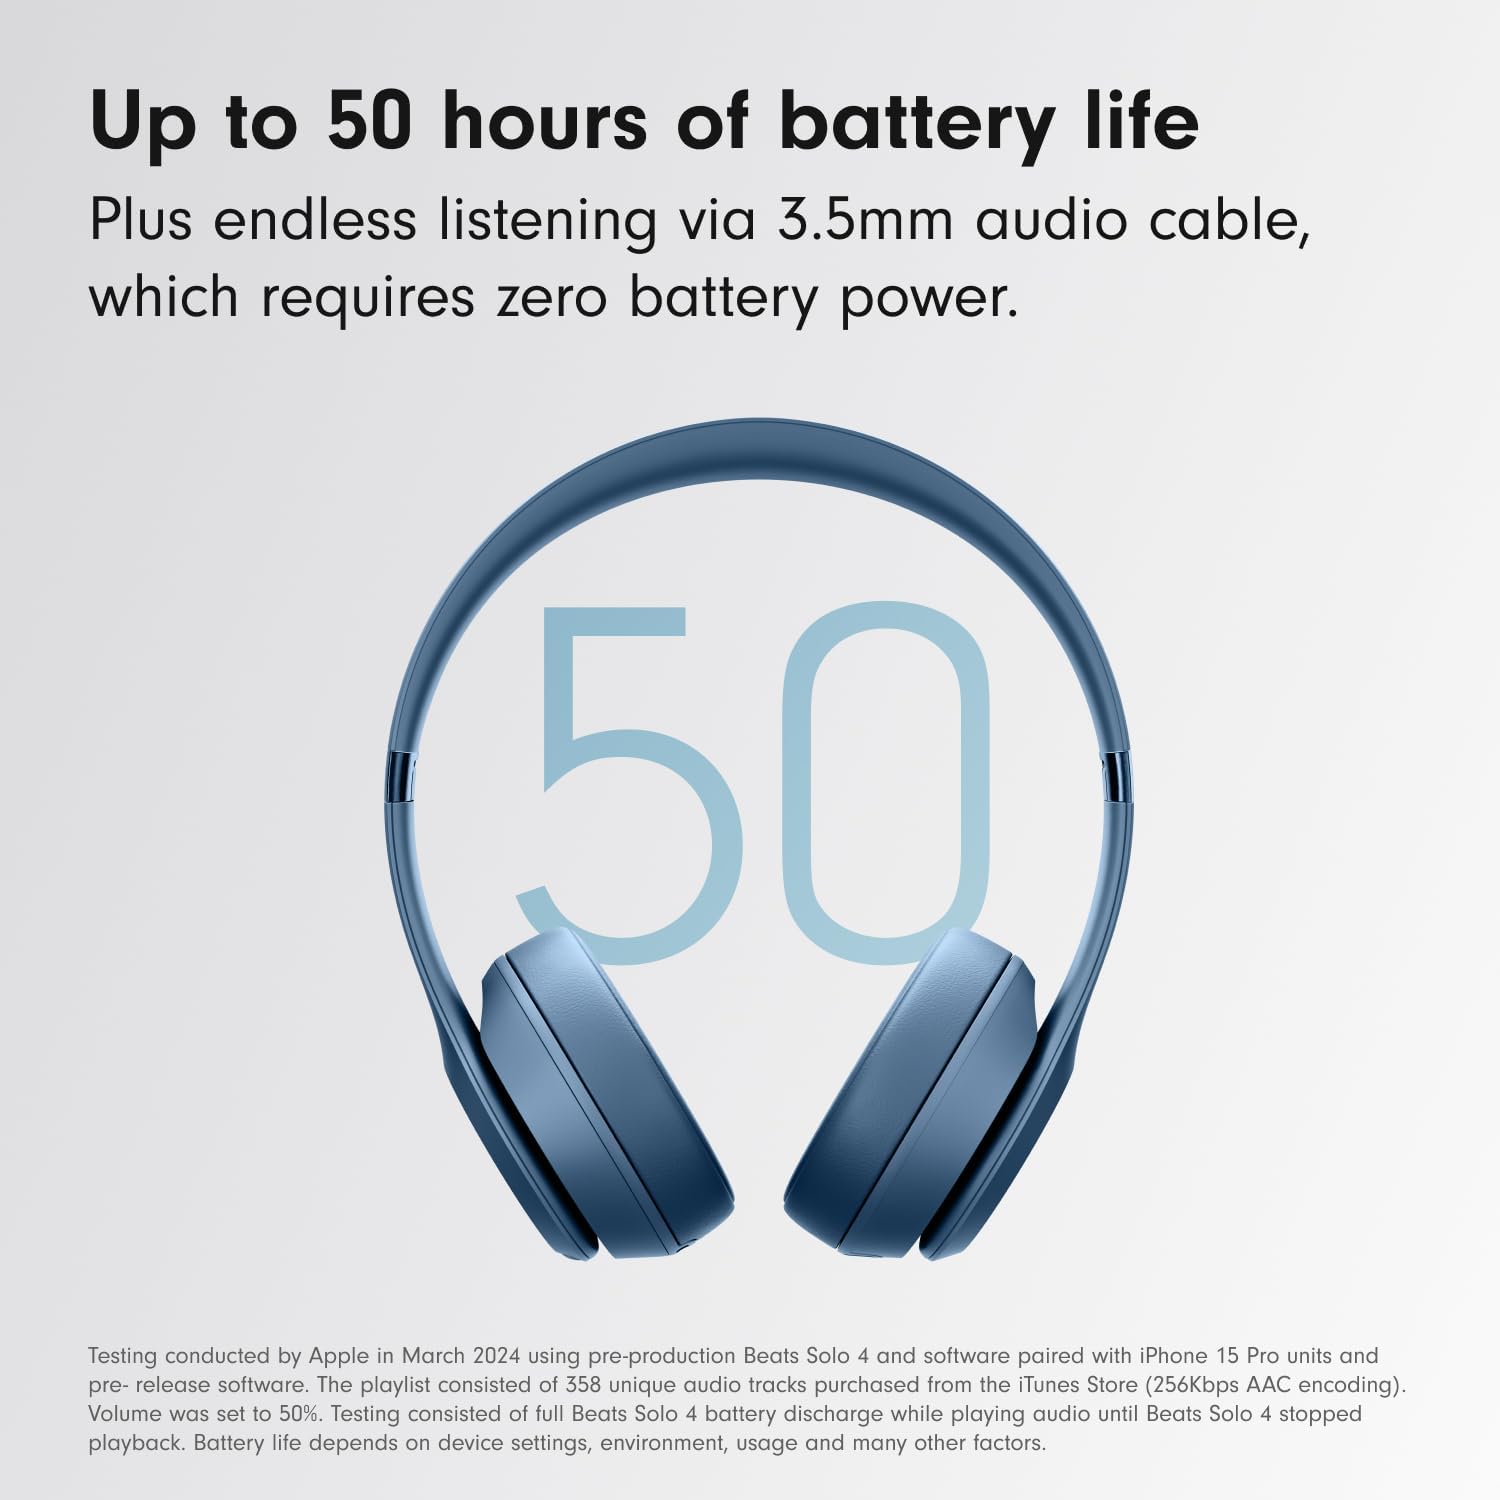 Up to 50 hours of battery life
Plus endless listening via 3.5mm audio cable,
which requires zero battery power.
50
Testing conducted by Apple in March 2024 using pre-production Beats Solo 4 and software paired with iPhone 15 Pro units and
pre- release software. The playlist consisted of 358 unique audio tracks purchased from the iTunes Store (256Kbps AAC encoding).
Volume was set to 50%. Testing consisted of full Beats Solo 4 battery discharge while playing audio until Beats Solo 4 stopped
playback. Battery life depends on device settings, environment, usage and many other factors.